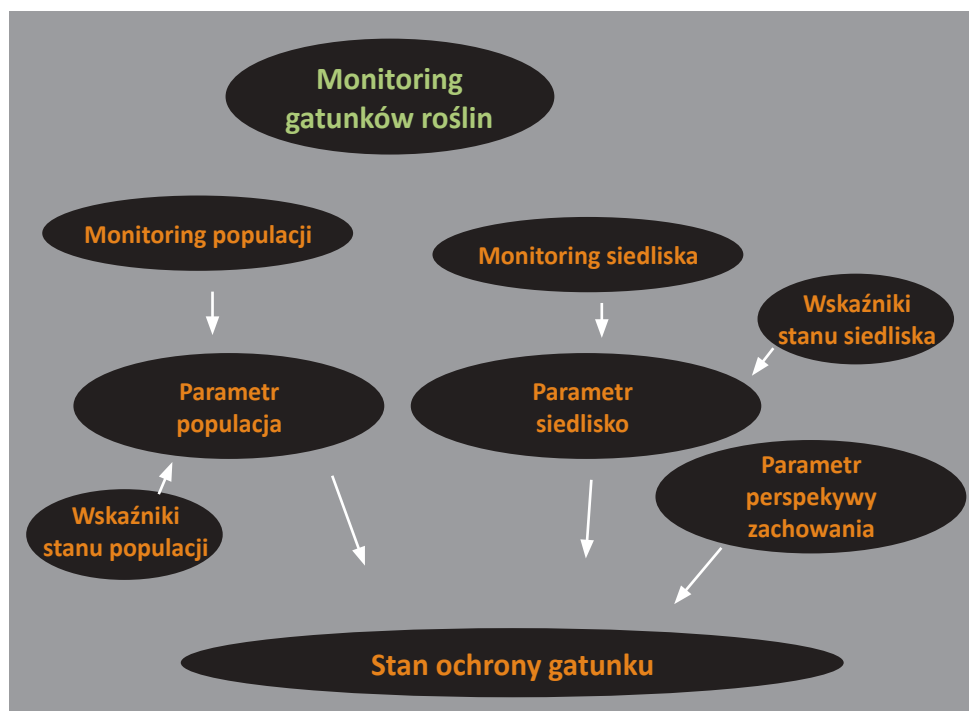 Monitoring
gatunków roślin
Monitoring populacji
Monitoring siedliska
Wskaźniki
stanu siedliska
Parametr
populacja
Parametr
siedlisko
Parametr
perspekywy
zachowania
Wskaźniki
stanu populacji
Stan ochrony gatunku